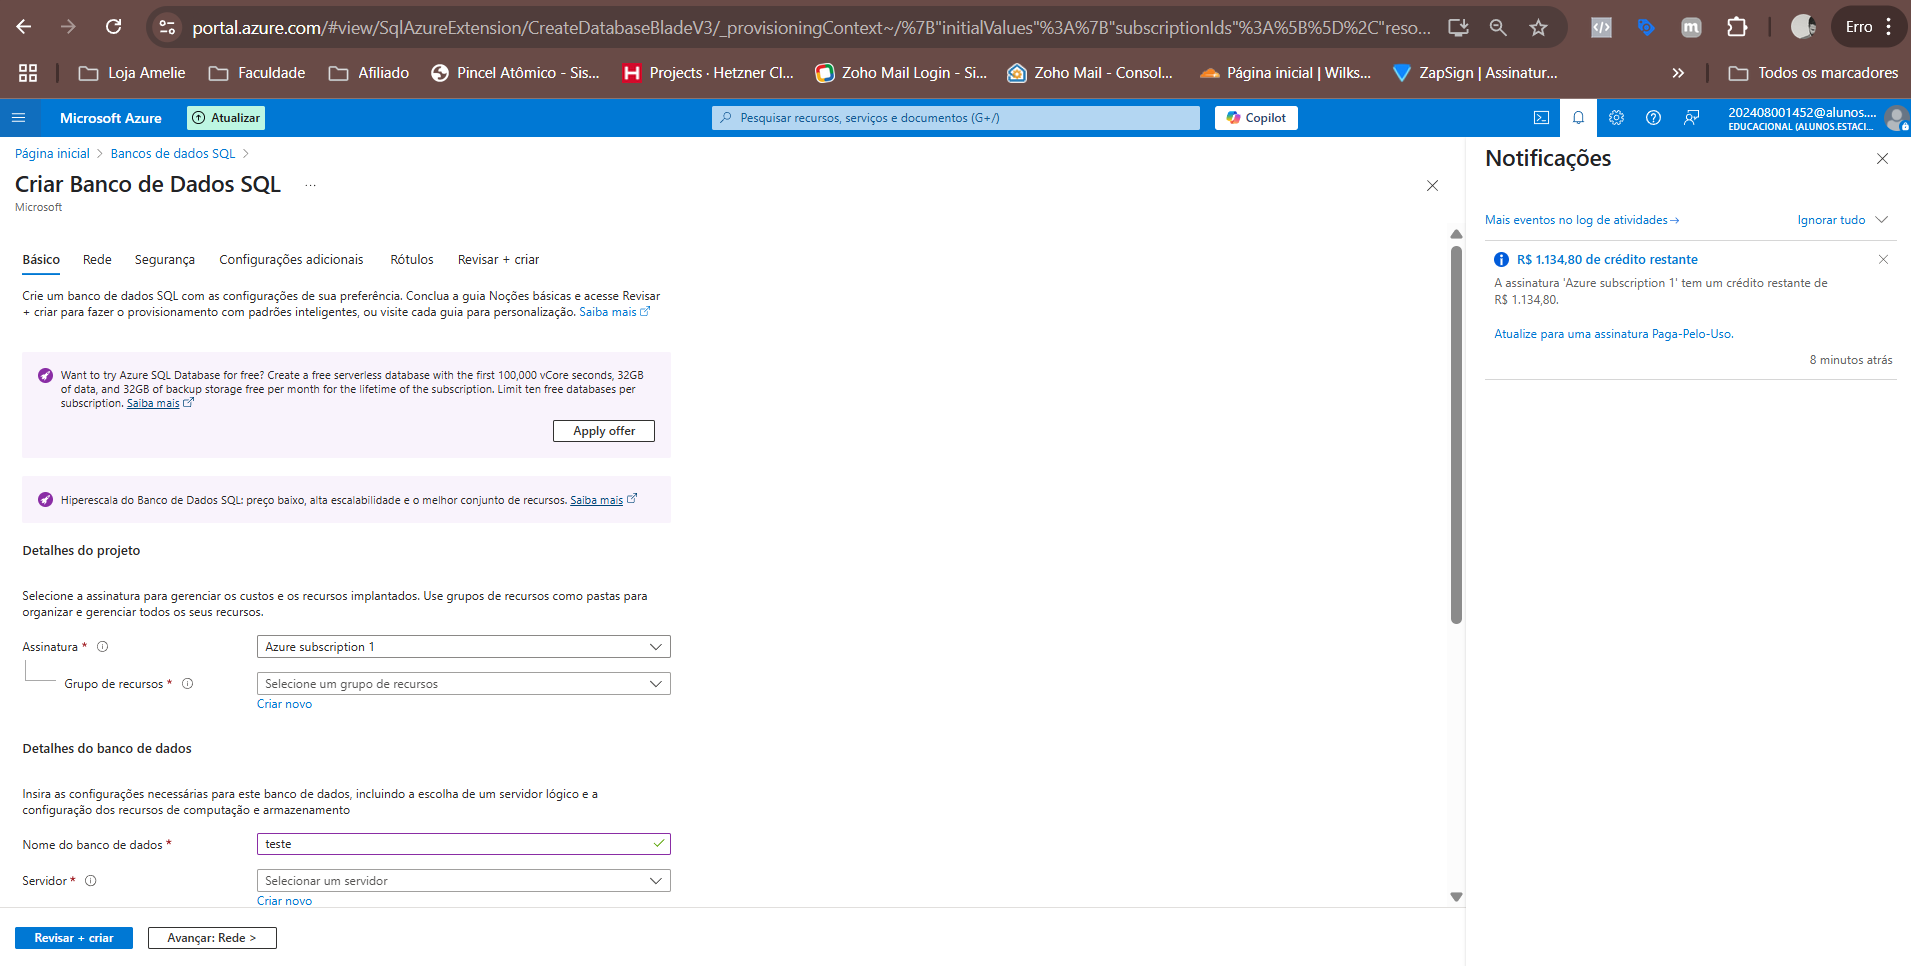 portal.azure.com/#view/SqlAzureExtension/CreateDatabaseBladeV3/_provisioningContext~/%7B"initialValues"%3A%7B"subscriptionIds"%3A%5B%5D%2C"reso...
Erro
Loja Amelie
Faculdade
Afiliado
Pincel Atômico - Sis...
Projects · Hetzner Cl...
Zoho Mail Login - Si...
Zoho Mail - Consol...
Página inicial | Wilks...
ZapSign | Assinatur...
»
Todos os marcadores
Microsoft Azure
Atualizar
Pesquisar recursos, serviços e documentos (G+/)
Copilot
202408001452@alunos....
EDUCACIONAL (ALUNOS.ESTACI...
Página inicial > Bancos de dados SQL >
Criar Banco de Dados SQL ...
Microsoft
Básico
Rede
Segurança
Configurações adicionais
Rótulos
Revisar + criar
Crie um banco de dados SQL com as configurações de sua preferência. Conclua a guia Noções básicas e acesse Revisar
+ criar para fazer o provisionamento com padrões inteligentes, ou visite cada guia para personalização. Saiba mais
Want to try Azure SQL Database for free? Create a free serverless database with the first 100,000 vCore seconds, 32GB
of data, and 32GB of backup storage free per month for the lifetime of the subscription. Limit ten free databases per
subscription. Saiba mais
Apply offer
Hiperescala do Banco de Dados SQL: preço baixo, alta escalabilidade e o melhor conjunto de recursos. Saiba mais
Detalhes do projeto
Selecione a assinatura para gerenciar os custos e os recursos implantados. Use grupos de recursos como pastas para
organizar e gerenciar todos os seus recursos.
Assinatura *
Azure subscription 1
Grupo de recursos *
Selecione um grupo de recursos
Criar novo
Detalhes do banco de dados
Insira as configurações necessárias para este banco de dados, incluindo a escolha de um servidor lógico e a
configuração dos recursos de computação e armazenamento
Nome do banco de dados *
teste
Servidor *
Selecionar um servidor
Criar novo
Revisar + criar
Avançar: Rede >
Notificações
Mais eventos no log de atividades→
Ignorar tudo
R$ 1.134,80 de crédito restante
A assinatura 'Azure subscription 1' tem um crédito restante de
R$ 1.134,80.
Atualize para uma assinatura Paga-Pelo-Uso.
8 minutos atrás